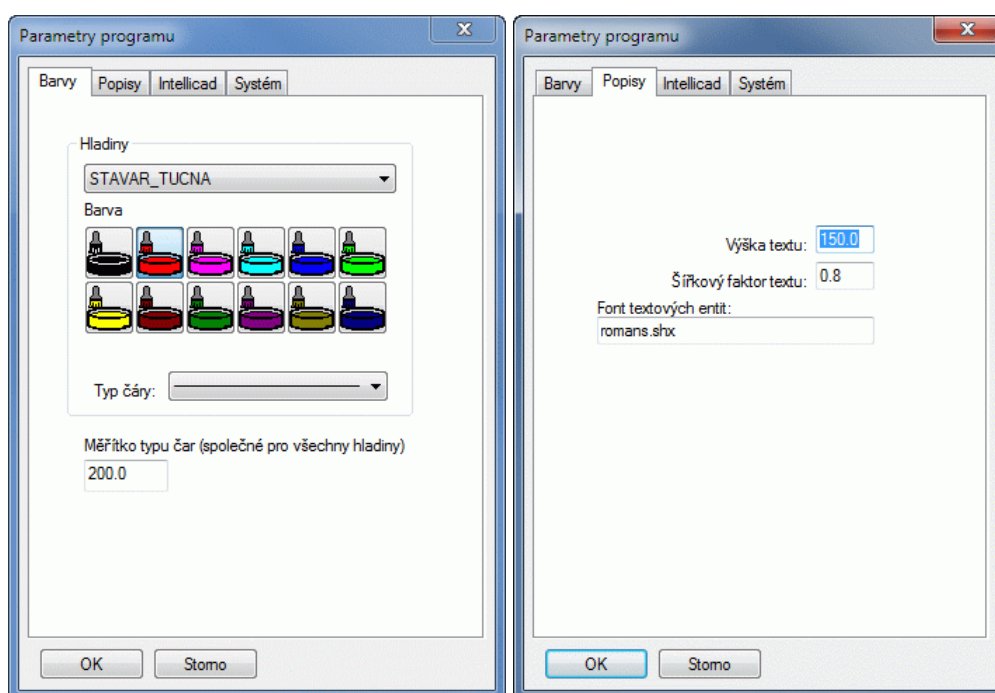 Parametry programu
Barvy Popisy Intellicad Systém
Hladiny
STAVAR_TUCNA
Barva
Typ čáry:
Měřítko typu čar (společné pro všechny hladiny)
200.0
OK Storno
Parametry programu
Barvy Popisy Intellicad Systém
Výška textu: 150.0
Šířkový faktor textu: 0.8
Font textových entit:
romans.shx
OK Storno